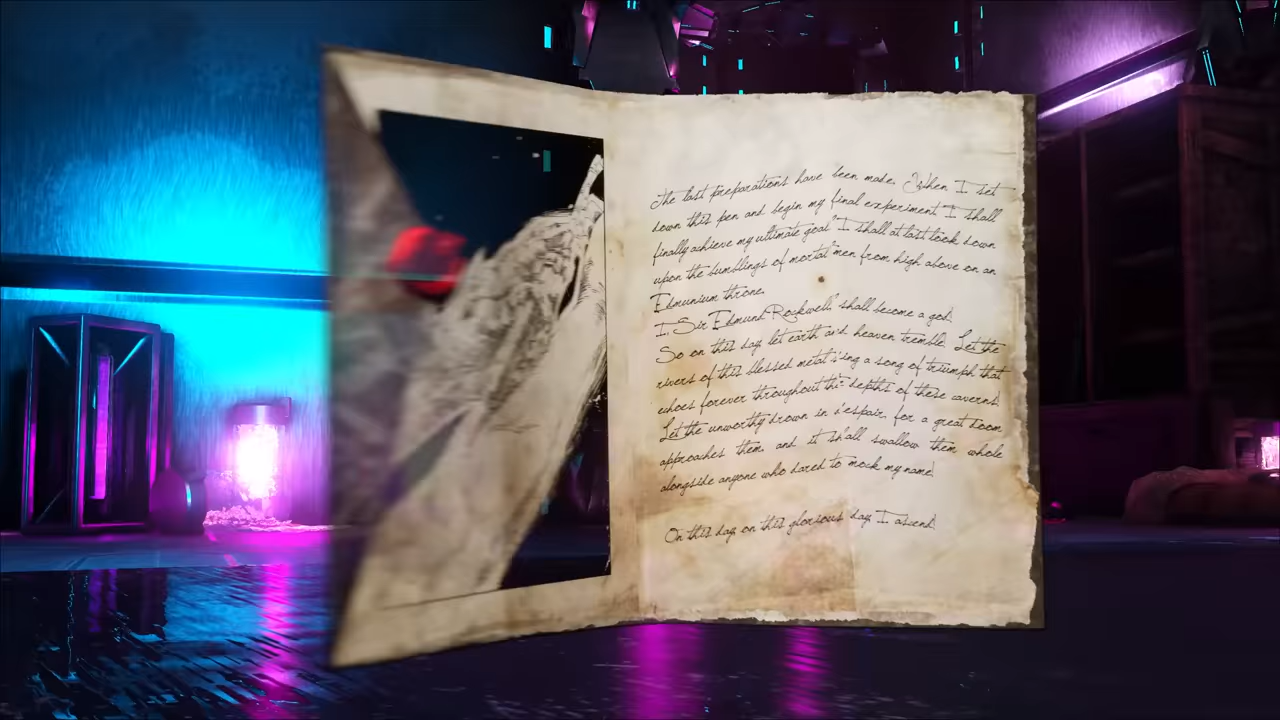 The last preparations have been made. When I set
down this pen and begin my final experiment I shall
finally achieve my ultimate goal. I shall at last look down
upon the bumblings of mortal men from high above on an
Edmunium throne.
I, Sir Edmund Rockwell, shall become a god.
So on this day, let earth and heaven tremble. Let the
rivers of this blessed metal sing a song of triumph that
echoes forever throughout the depths of these caverns.
Let the unworthy drown in despair, for a great doom
approaches them, and it shall swallow them whole
alongside anyone who dared to mock my name.
On this day, on this glorious day, I ascend.